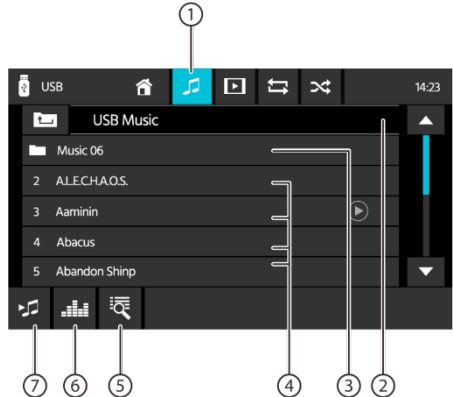 1
USB 14:23
USB Music
Music 06
2 A.L.E.C.H.A.O.S.
3 Aaminin
4 Abacus
5 Abandon Shinp
7 6 5 4 3 2